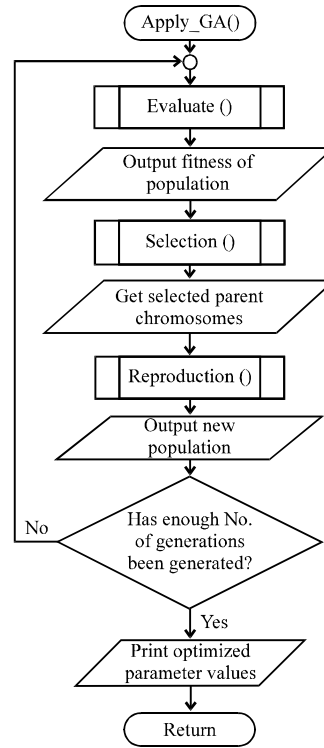 Apply_GA()
Evaluate ()
Output fitness of
population
Selection ()
Get selected parent
chromosomes
Reproduction ()
Output new
population
Has enough No.
of generations
been generated?
No
Yes
Print optimized
parameter values
Return